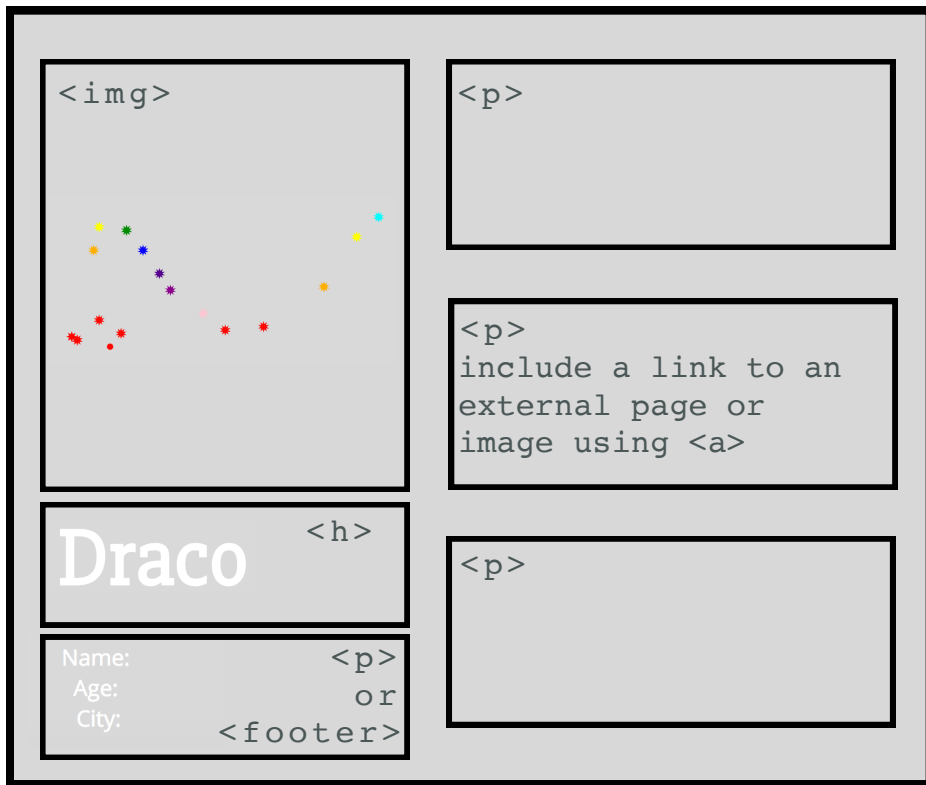 <img>
<h>
Draco
Name:
Age:
City:
<p>
or
<footer>
<p>
<p>
include a link to an
external page or
image using <a>
<p>